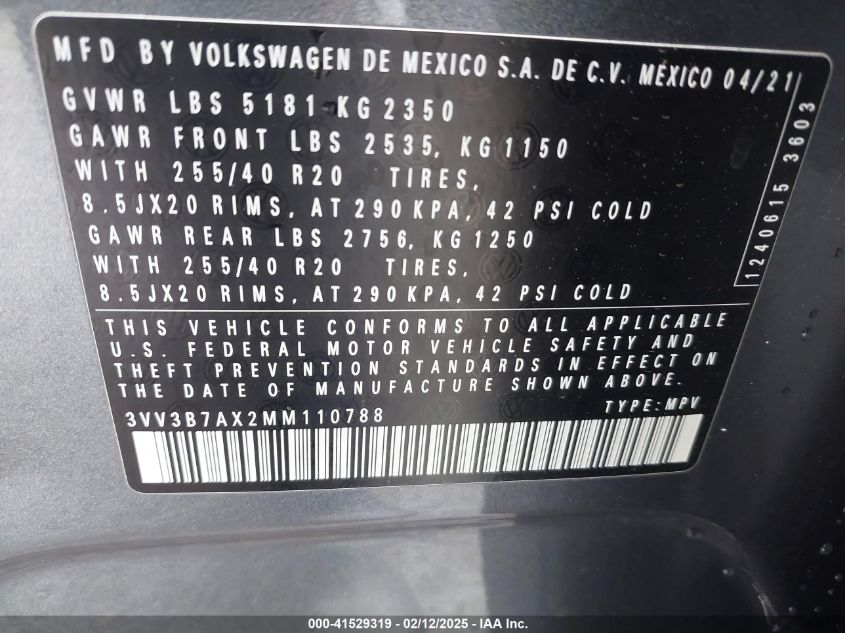 MFD BY VOLKSWAGEN DE MEXICO S.A. DE C.V. MEXICO 04/21
GVWR LBS 5181 KG 2350
GAWR FRONT LBS 2535, KG 1150
WITH 255/40 R20 TIRES,
8.5JX20 RIMS, AT 290 KPA, 42 PSI COLD
GAWR REAR LBS 2756, KG 1250
WITH 255/40 R20 TIRES,
8.5JX20 RIMS, AT 290 KPA, 42 PSI COLD
1240615 3603
THIS VEHICLE CONFORMS TO ALL APPLICABLE
U.S. FEDERAL MOTOR VEHICLE SAFETY AND
THEFT PREVENTION STANDARDS IN EFFECT ON
THE DATE OF MANUFACTURE SHOWN ABOVE.
3VV3B7AX2MM110788 TYPE: MPV
000-41529319 - 02/12/2025 - IAA Inc.